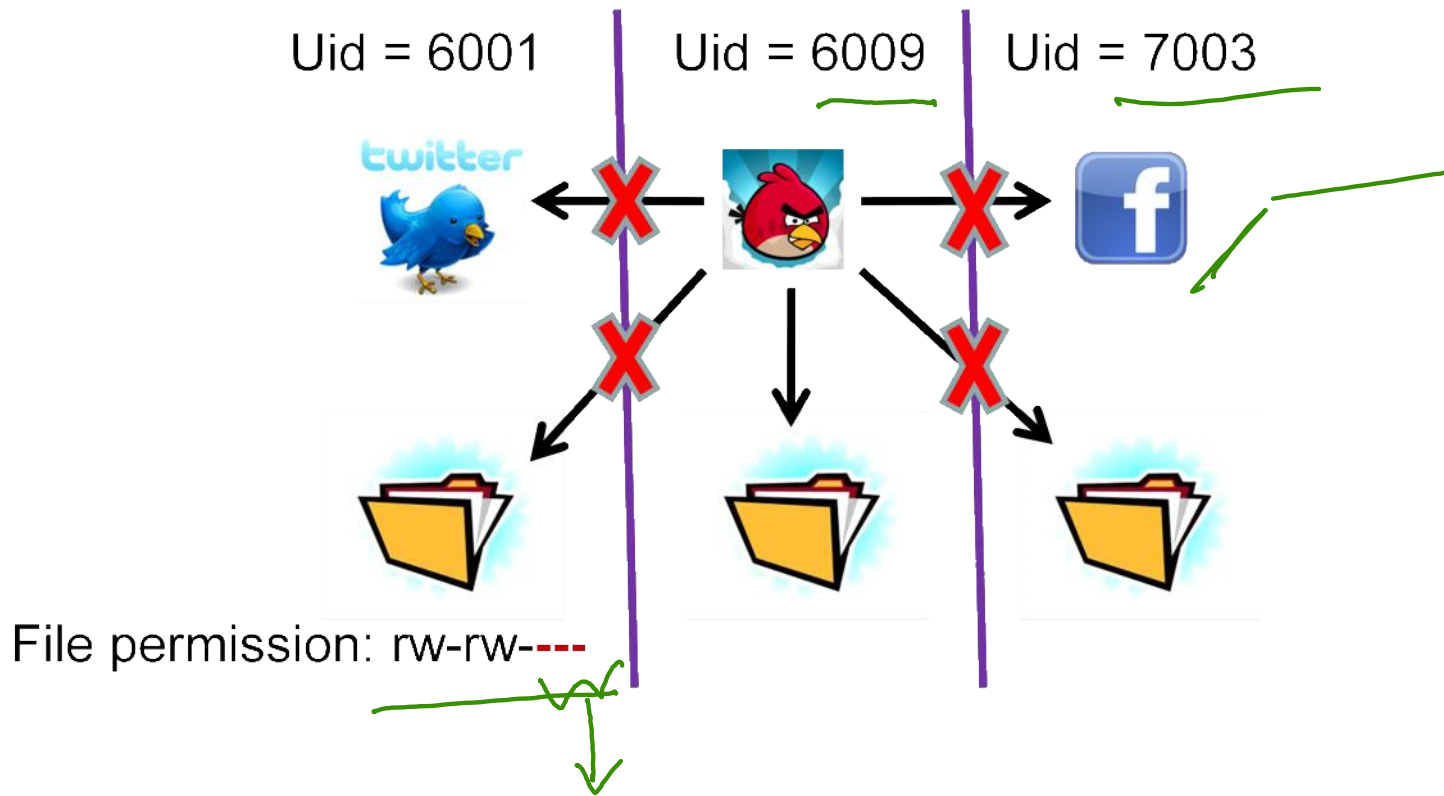 Uid = 6001
Uid = 6009
Uid = 7003
twitter
f
File permission: rw-rw----